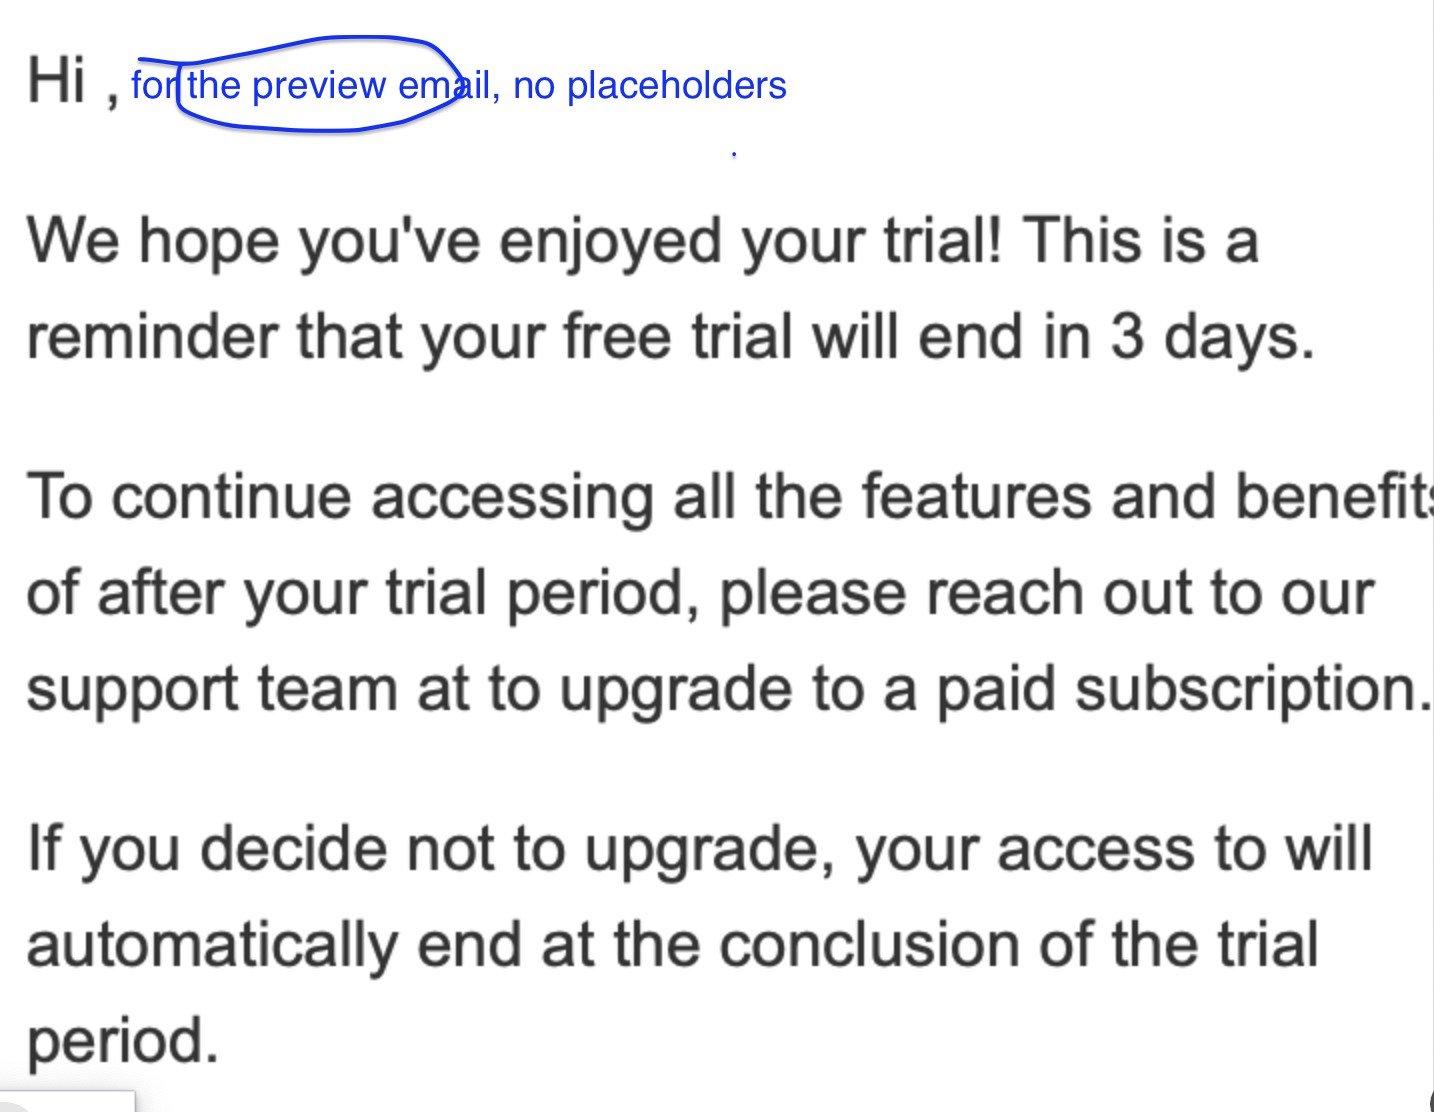 Hi , for the preview email, no placeholders
We hope you've enjoyed your trial! This is a
reminder that your free trial will end in 3 days.
To continue accessing all the features and benefits
of after your trial period, please reach out to our
support team at to upgrade to a paid subscription.
If you decide not to upgrade, your access to will
automatically end at the conclusion of the trial
period.